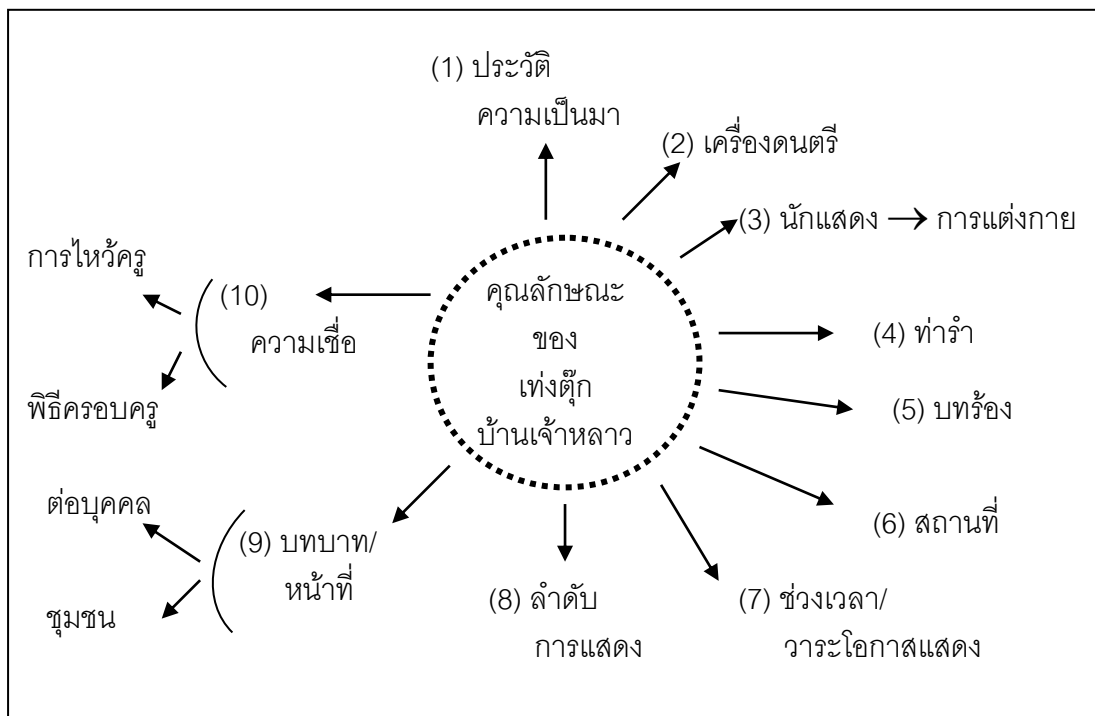 (1) ประวัติ
ความเป็นมา
(2) เครื่องดนตรี
(3) นักแสดง → การแต่งกาย
(4) ท่ารำ
(5) บทร้อง
(6) สถานที่
(7) ช่วงเวลา/
วาระโอกาสแสดง
(8) ลำดับ
การแสดง
(9) บทบาท/
หน้าที่
ต่อบุคคล
ชุมชน
(10)
ความเชื่อ
การไหว้ครู
พิธีครอบครู
คุณลักษณะ
ของ
เท่งตุ๊ก
บ้านเจ้าหลาว